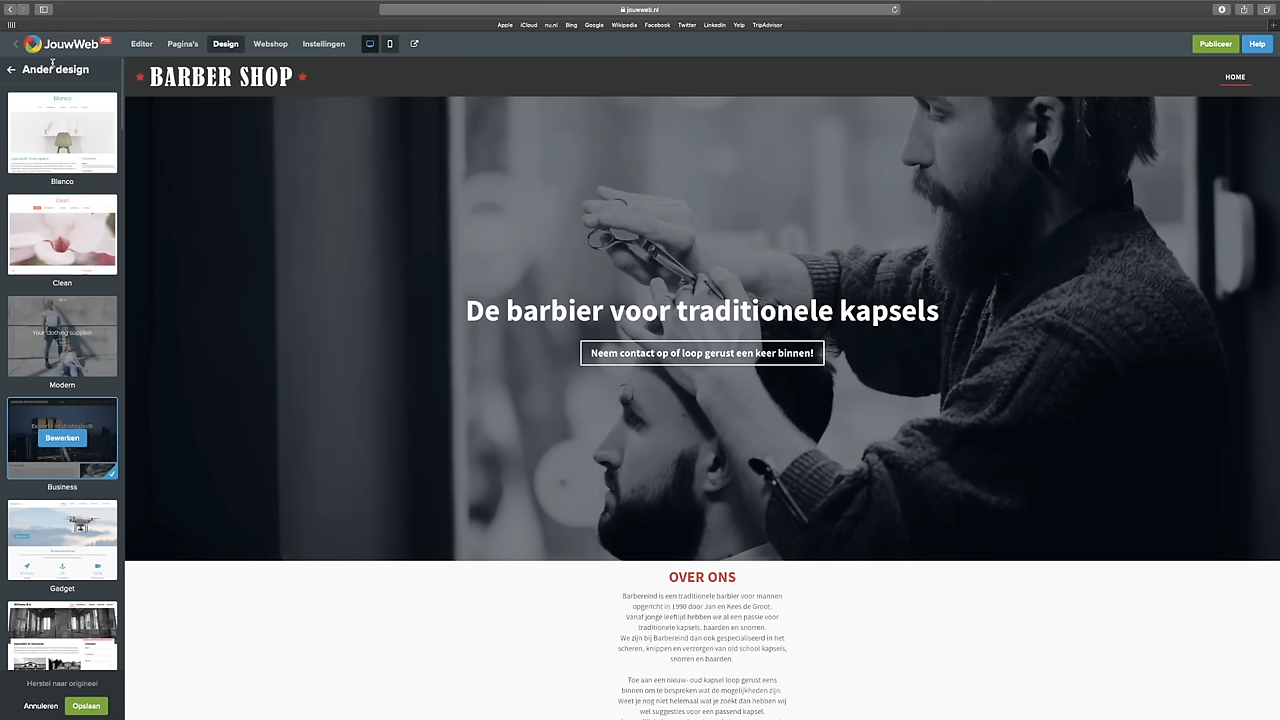 jouwweb.nl
Apple iCloud nu.nl Bing Google Wikipedia Facebook Twitter LinkedIn Yelp TripAdvisor
JouwWeb Pro
Editor Pagina's Design Webshop Instellingen
Publiceer Help
Ander design
BARBER SHOP
HOME
Blanco
Blanco
Clean
Clean
Your clothing supplier
Modern
Bewerken
Business
Gadget
Herstel naar origineel
Annuleren Opslaan
De barbier voor traditionele kapsels
Neem contact op of loop gerust een keer binnen!
OVER ONS
Barbereind is een traditionele barbier voor mannen
opgericht in 1990 door Jan en Kees de Groot.
Vanaf jonge leeftijd hebben we al een passie voor
traditionele kapsels, baarden en snorren.
We zijn bij Barbereind dan ook gespecialiseerd in het
scheren, knippen en verzorgen van old school kapsels,
snorren en baarden.
Toe aan een nieuw- oud kapsel loop gerust eens
binnen om te bespreken wat de mogelijkheden zijn.
Weet je nog niet helemaal wat je zoekt dan hebben wij
wel suggesties voor een passend kapsel.